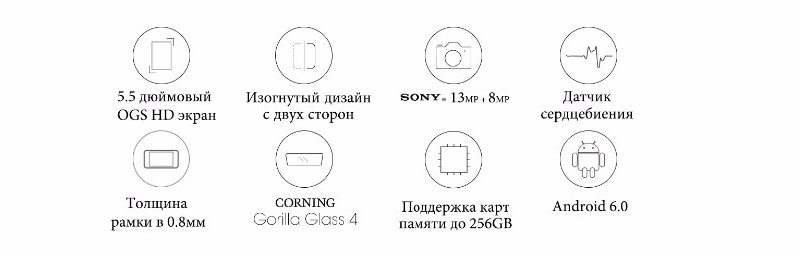 5.5 дюймовый
OGS HD экран
Изогнутый дизайн
с двух сторон
SONY® 13MP + 8MP
Датчик
сердцебиения
Толщина
рамки в 0.8мм
CORNING
Gorilla Glass 4
Поддержка карт
памяти до 256GB
Android 6.0